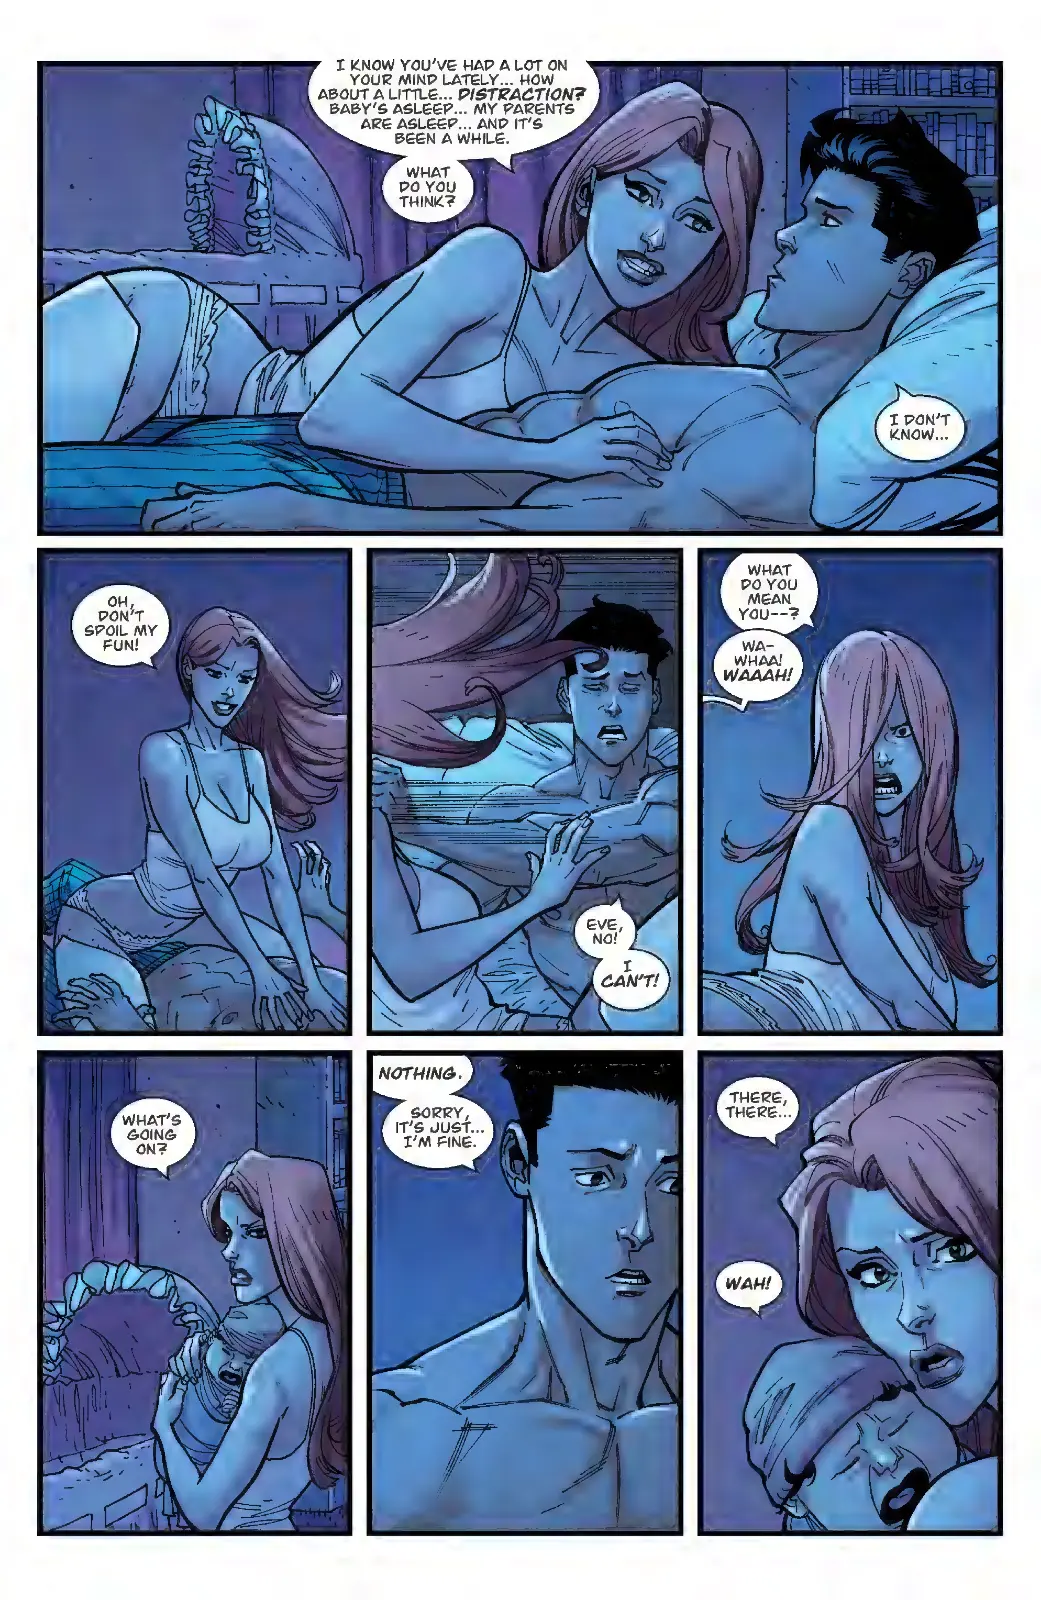 I KNOW YOU'VE HAD A LOT ON
YOUR MIND LATELY... HOW
ABOUT A LITTLE... DISTRACTION?
BABY'S ASLEEP... MY PARENTS
ARE ASLEEP... AND IT'S
BEEN A WHILE.
WHAT
DO YOU
THINK?
I DON'T
KNOW...
OH,
DON'T
SPOIL MY
FUN!
EVE,
NO!
I
CAN'T!
WHAT
DO YOU
MEAN
YOU--?
WA-
WHAA!
WAAAH!
WHAT'S
GOING
ON?
NOTHING.
SORRY,
IT'S JUST...
I'M FINE.
THERE,
THERE...
WAH!